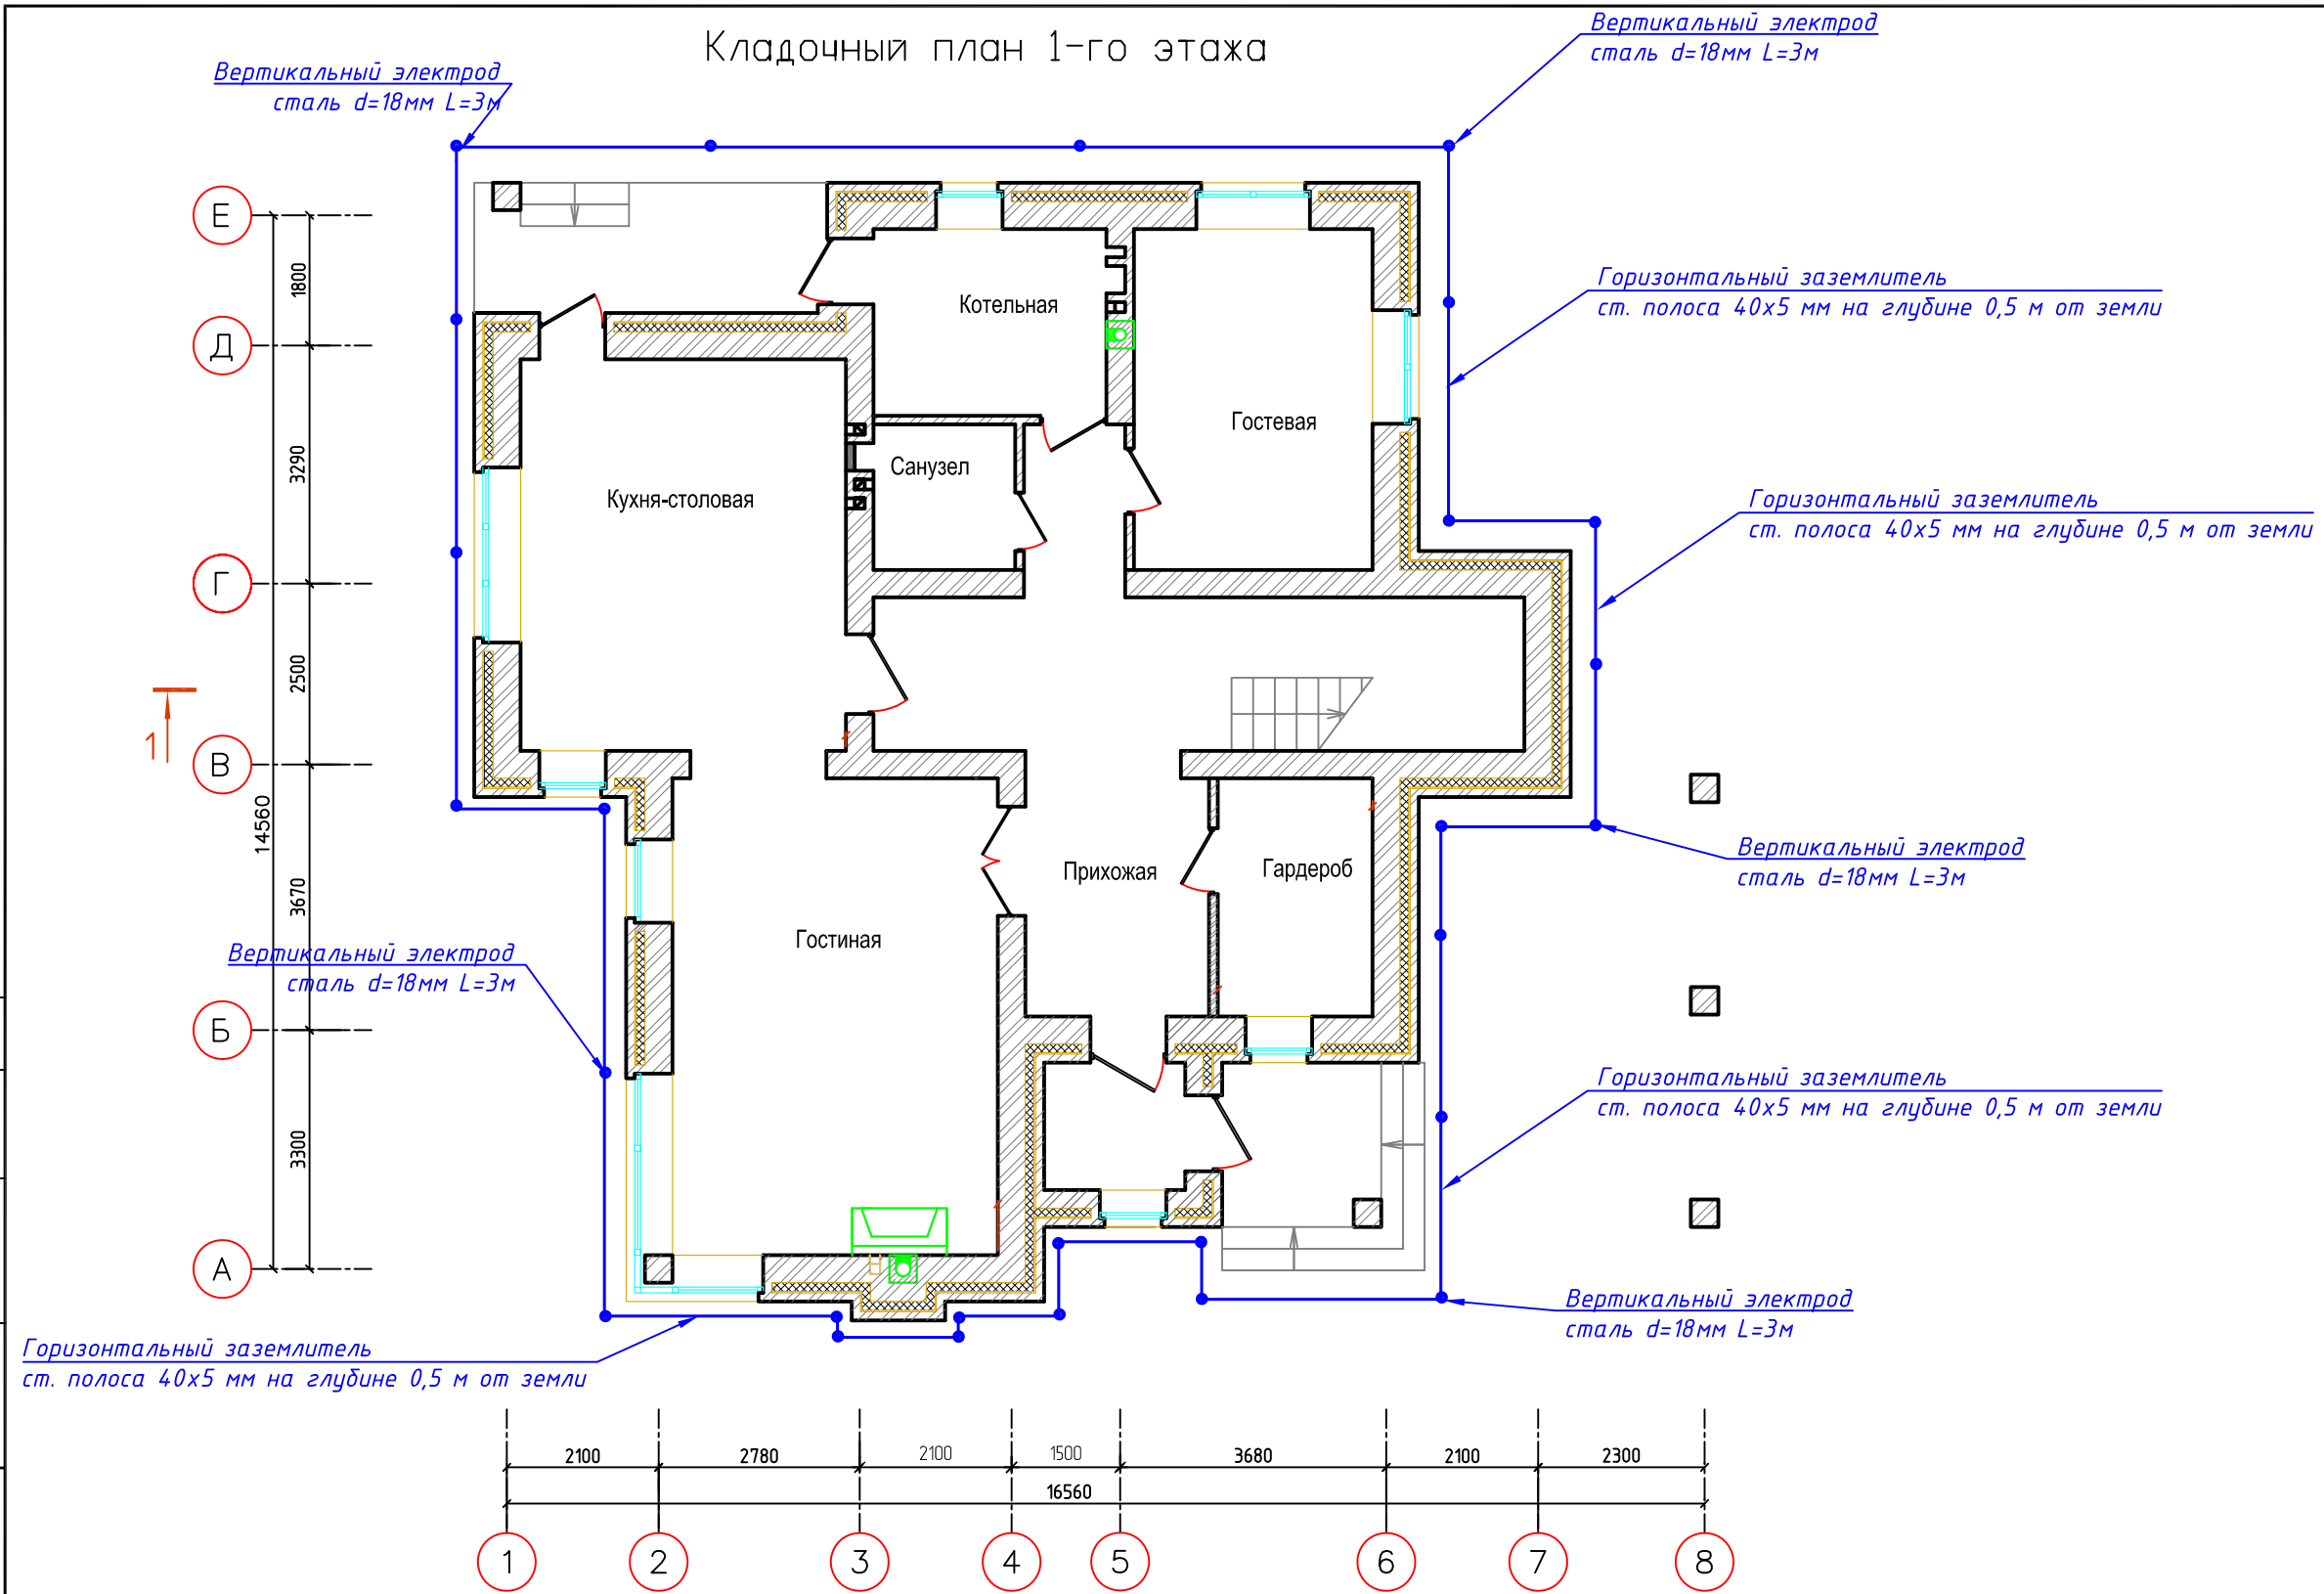 Кладочный план 1-го этажа
Вертикальный электрод
сталь d=18мм L=3м
Вертикальный электрод
сталь d=18мм L=3м
Е
1800
Горизонтальный заземлитель
ст. полоса 40х5 мм на глубине 0,5 м от земли
Котельная
Д
Гостевая
3290
Санузел
Кухня-столовая
Горизонтальный заземлитель
ст. полоса 40х5 мм на глубине 0,5 м от земли
Г
2500
1
В
14560
3670
Вертикальный электрод
сталь d=18мм L=3м
Прихожая
Гардероб
Гостиная
Вертикальный электрод
сталь d=18мм L=3м
Б
Горизонтальный заземлитель
ст. полоса 40х5 мм на глубине 0,5 м от земли
3300
А
Вертикальный электрод
сталь d=18мм L=3м
Горизонтальный заземлитель
ст. полоса 40х5 мм на глубине 0,5 м от земли
2100 2780 2100 1500 3680 2100 2300
16560
1 2 3 4 5 6 7 8